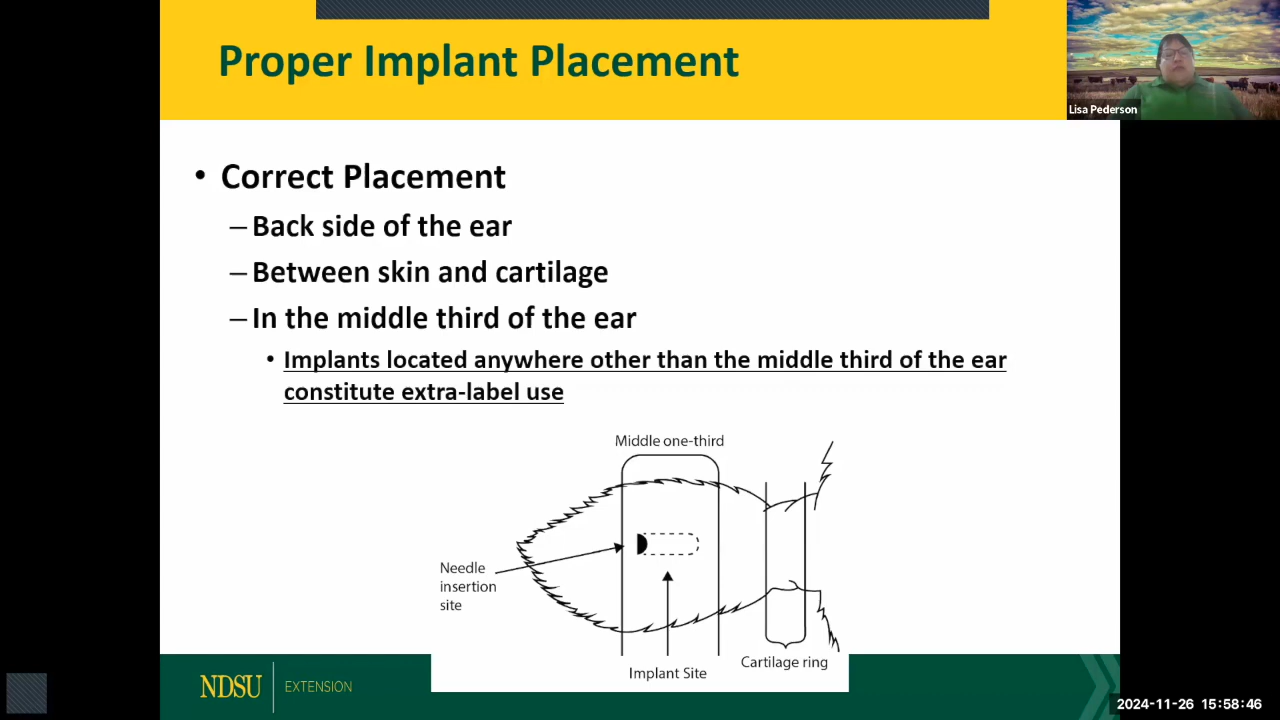 Proper Implant Placement
Lisa Pederson
• Correct Placement
– Back side of the ear
– Between skin and cartilage
– In the middle third of the ear
• Implants located anywhere other than the middle third of the ear
constitute extra-label use
Middle one-third
Needle
insertion
site
Implant Site
Cartilage ring
NDSU
EXTENSION
2024-11-26 15:58:46